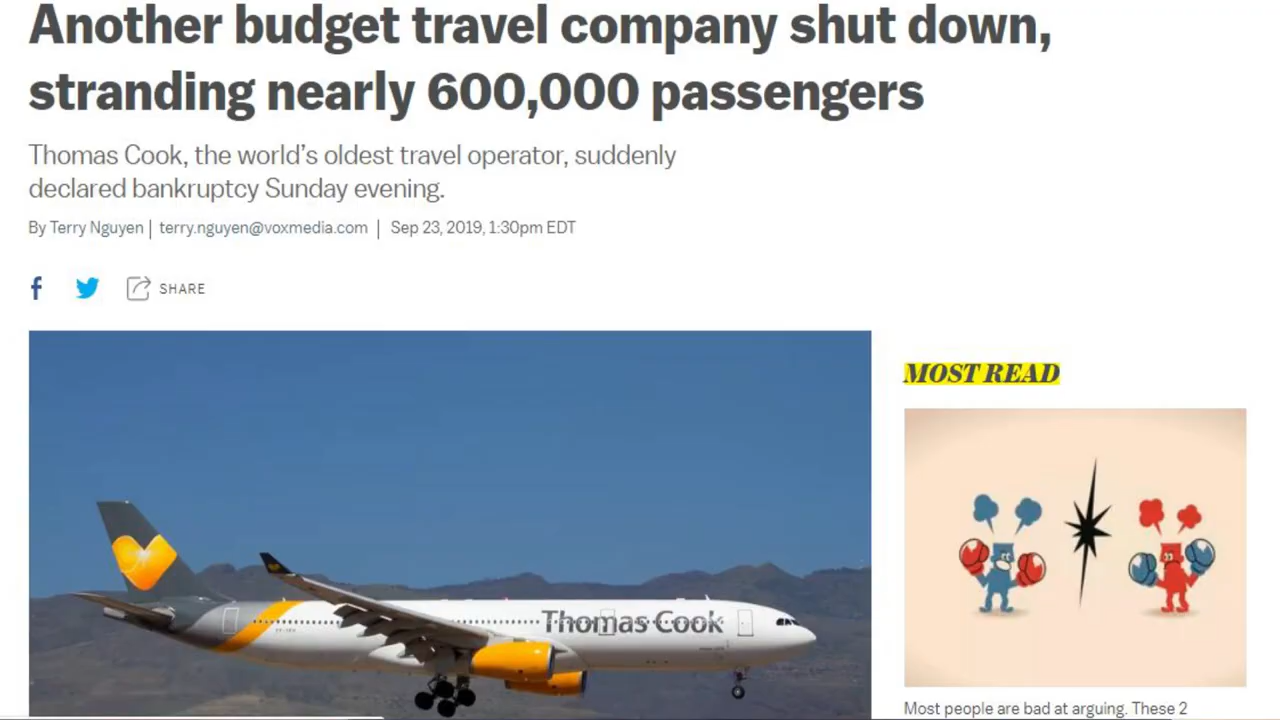 Another budget travel company shut down,
stranding nearly 600,000 passengers
Thomas Cook, the world's oldest travel operator, suddenly
declared bankruptcy Sunday evening.
By Terry Nguyen | terry.nguyen@voxmedia.com | Sep 23, 2019, 1:30pm EDT
SHARE
MOST READ
Thomas Cook
Most people are bad at arguing. These 2